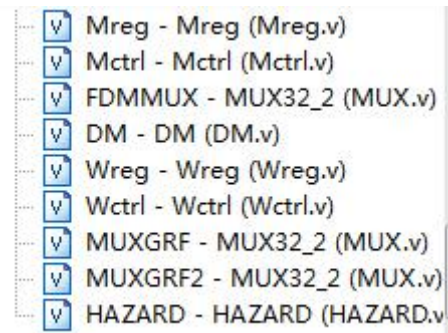 Mreg - Mreg (Mreg.v)
Mctrl - Mctrl (Mctrl.v)
FDMMUX - MUX32_2 (MUX.v)
DM - DM (DM.v)
Wreg - Wreg (Wreg.v)
Wctrl - Wctrl (Wctrl.v)
MUXGRF - MUX32_2 (MUX.v)
MUXGRF2 - MUX32_2 (MUX.v)
HAZARD - HAZARD (HAZARD.v